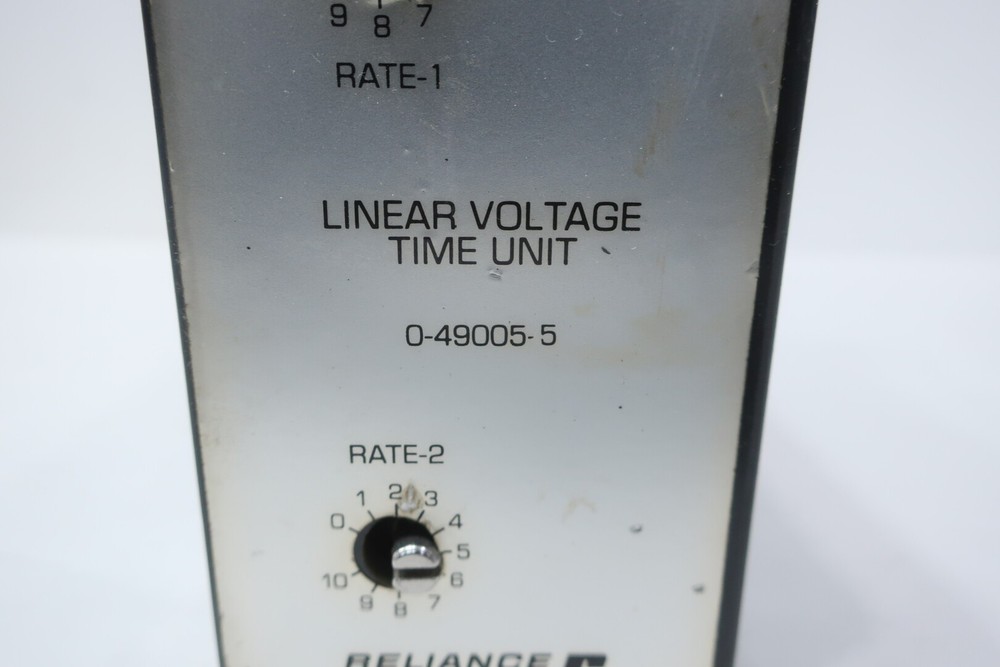 9 8 7
RATE-1
LINEAR VOLTAGE
TIME UNIT
0-49005-5
RATE-2
0 1 2 3 4 5 6 7 8 9 10
RELIANCE